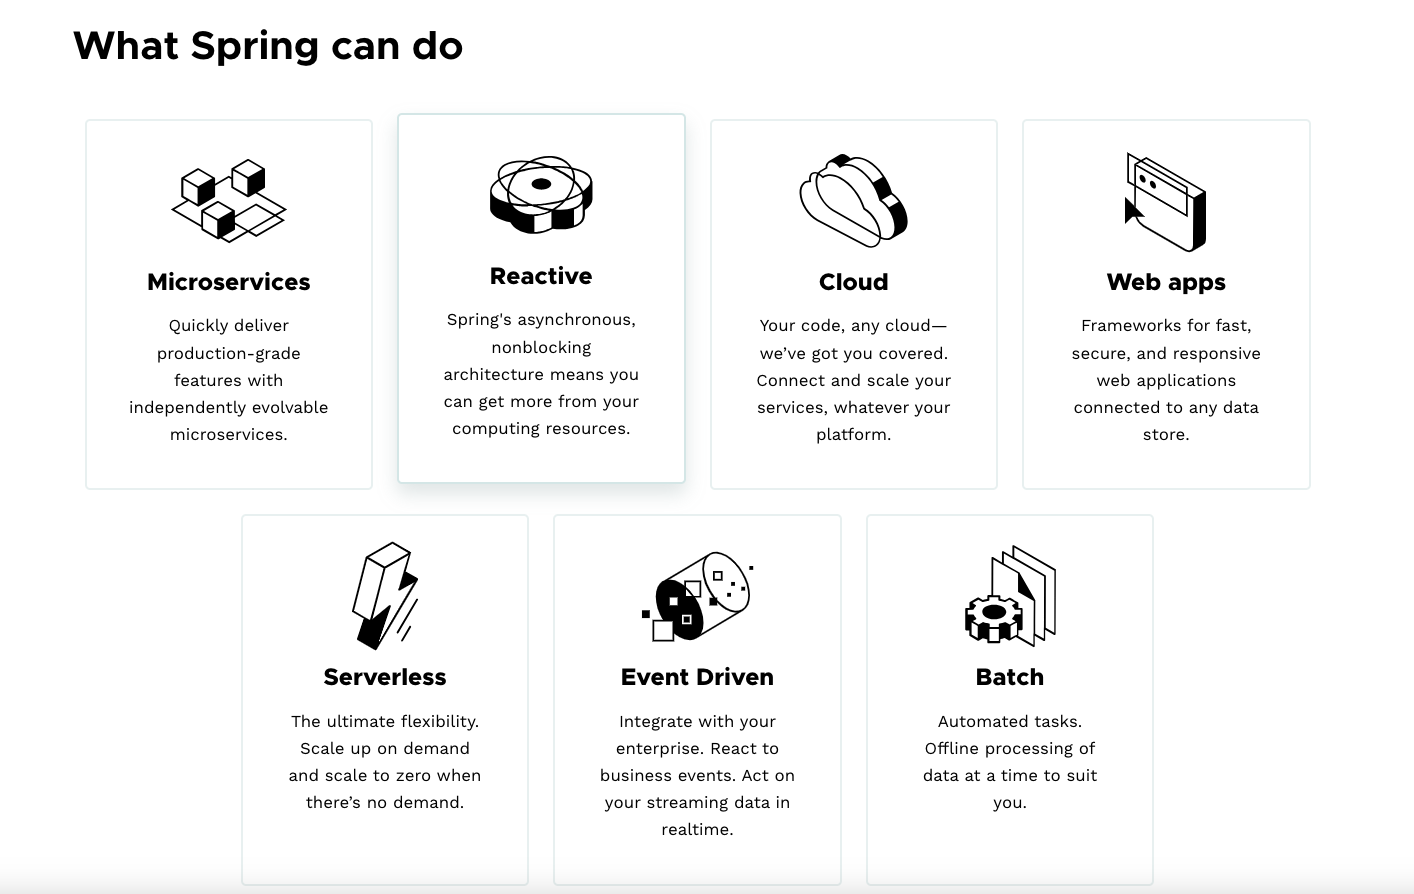 What Spring can do
Microservices
Quickly deliver
production-grade
features with
independently evolvable
microservices.
Reactive
Spring's asynchronous,
nonblocking
architecture means you
can get more from your
computing resources.
Cloud
Your code, any cloud—
we’ve got you covered.
Connect and scale your
services, whatever your
platform.
Web apps
Frameworks for fast,
secure, and responsive
web applications
connected to any data
store.
Serverless
The ultimate flexibility.
Scale up on demand
and scale to zero when
there’s no demand.
Event Driven
Integrate with your
enterprise. React to
business events. Act on
your streaming data in
realtime.
Batch
Automated tasks.
Offline processing of
data at a time to suit
you.